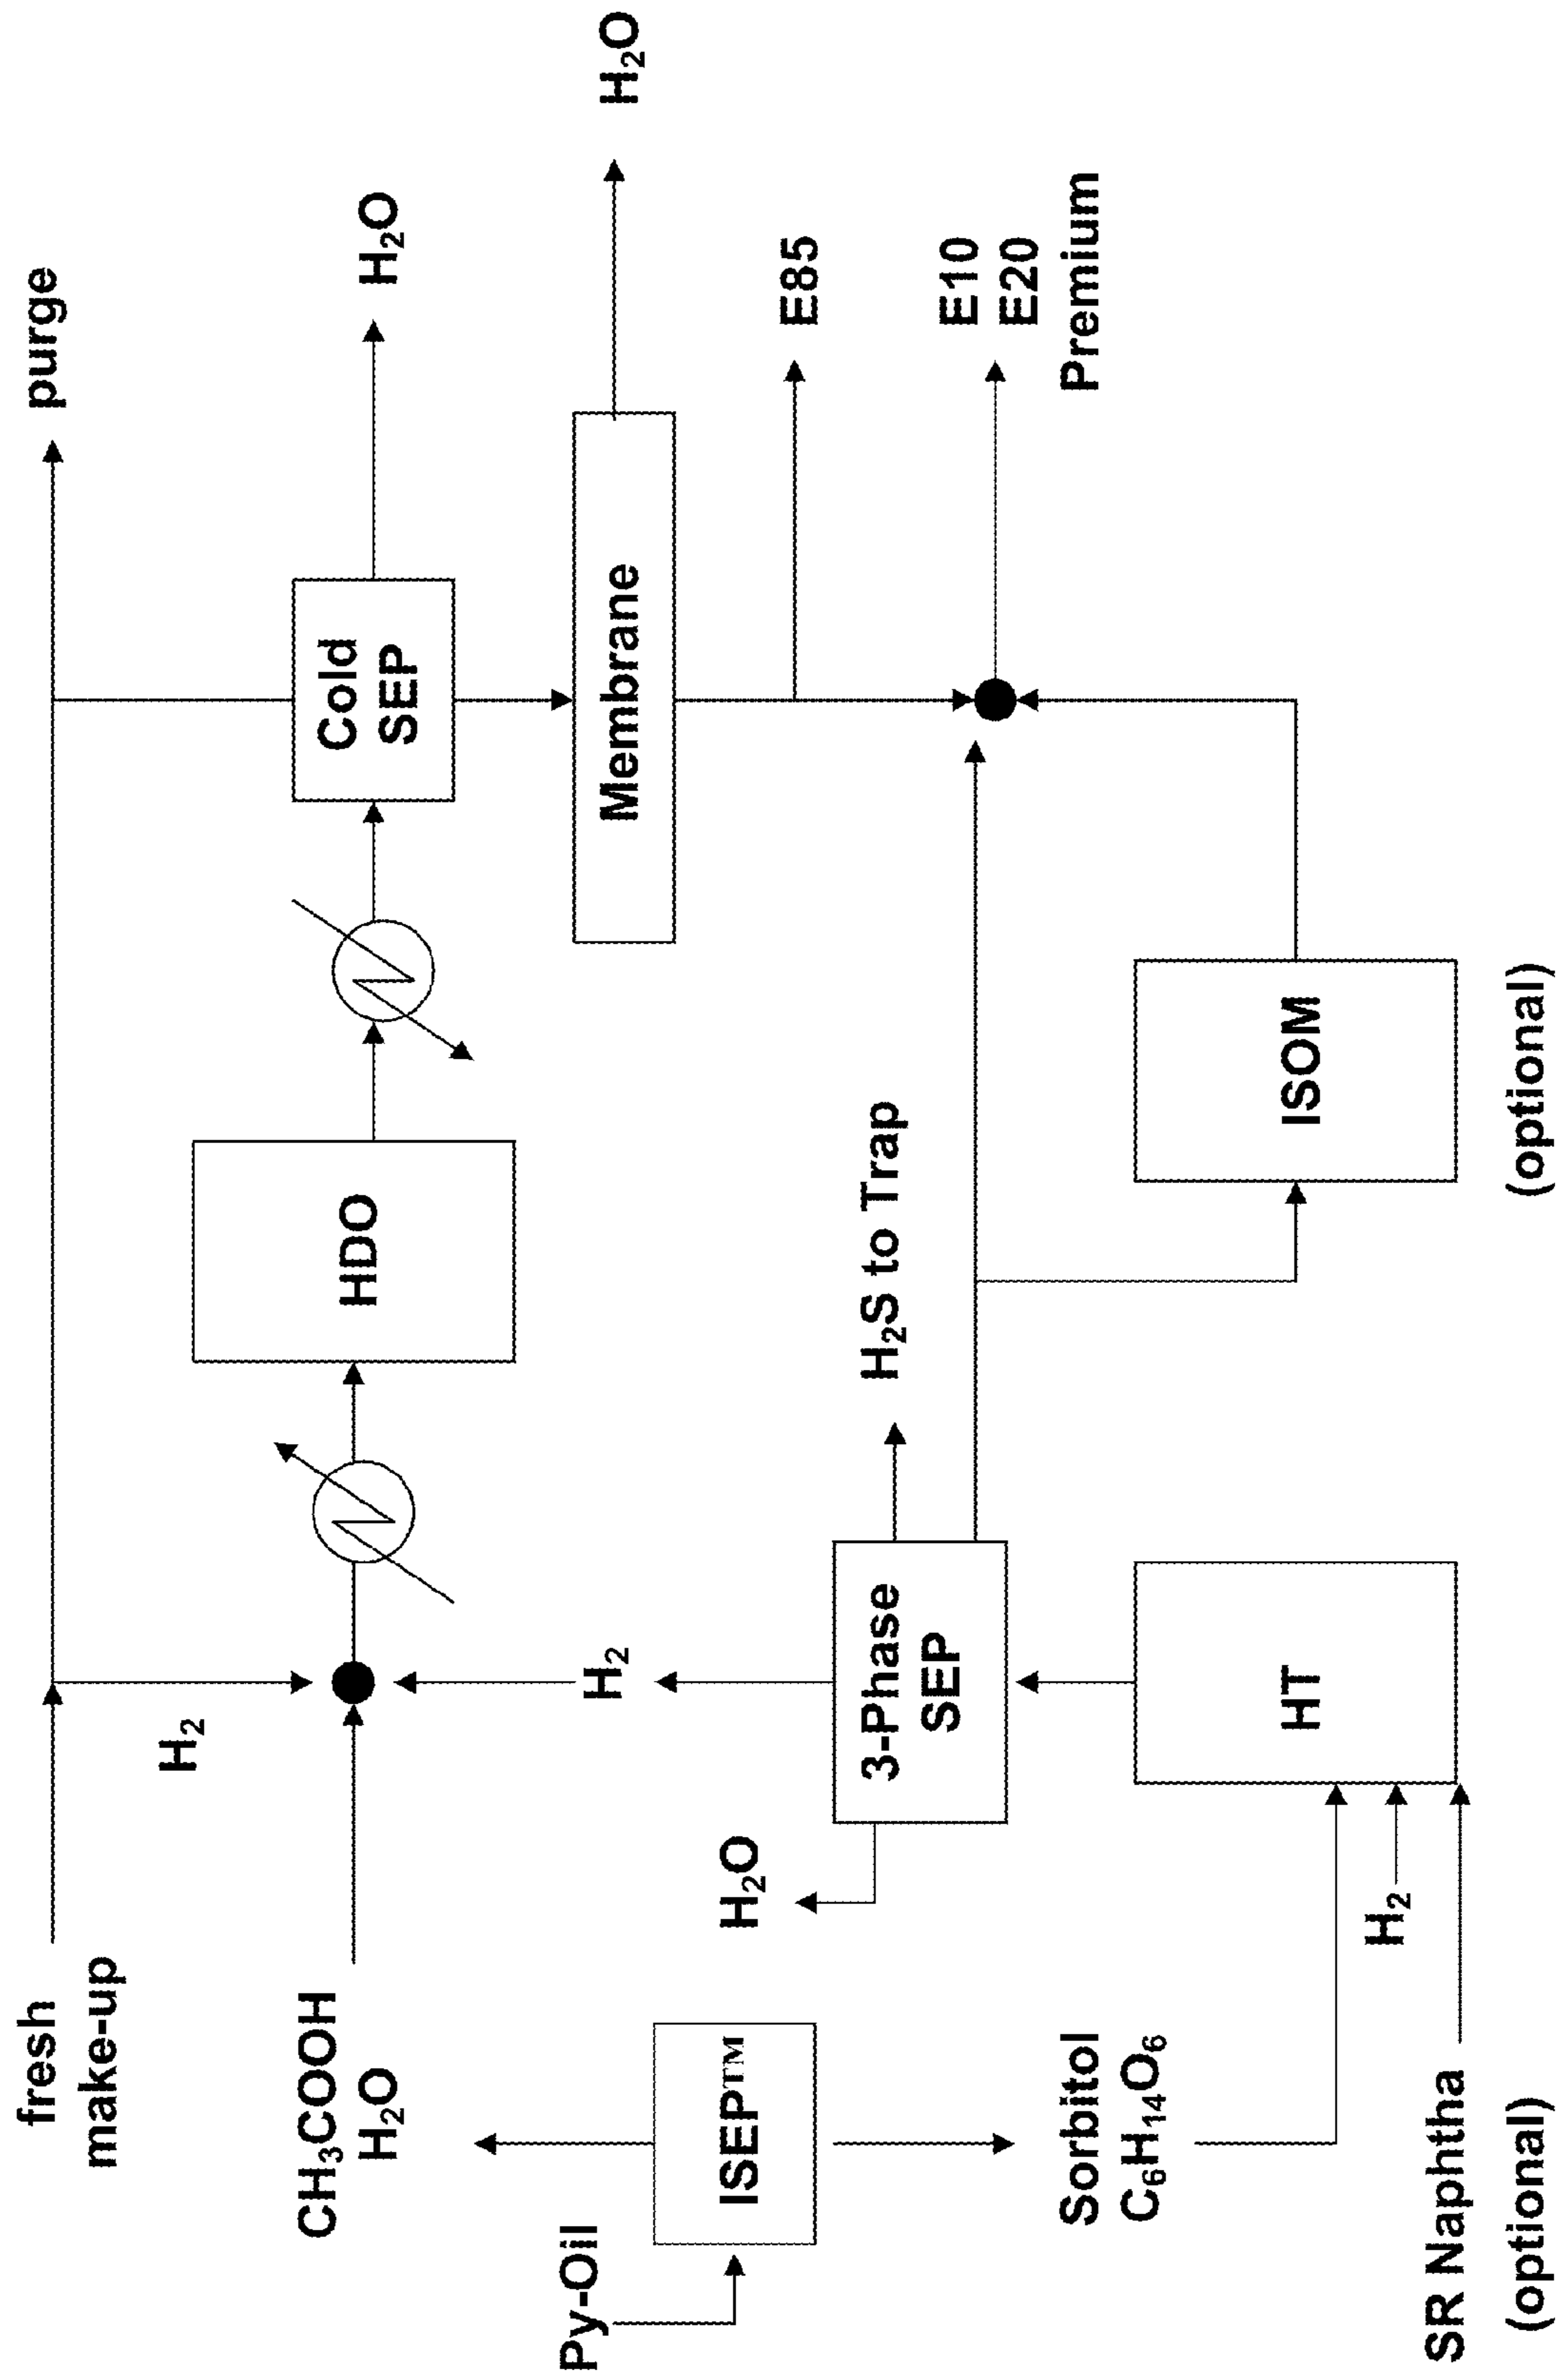 fresh
make-up
purge
H₂
CH₃COOH
H₂O
HDO
Cold
SEP
H₂O
Py-Oil
ISEP™
H₂
Membrane
H₂O
H₂O
3-Phase
SEP
H₂S to Trap
E85
E10
E20
Premium
Sorbitol
C₆H₁₄O₆
H₂
HT
ISOM
SR Naphtha
(optional)
(optional)